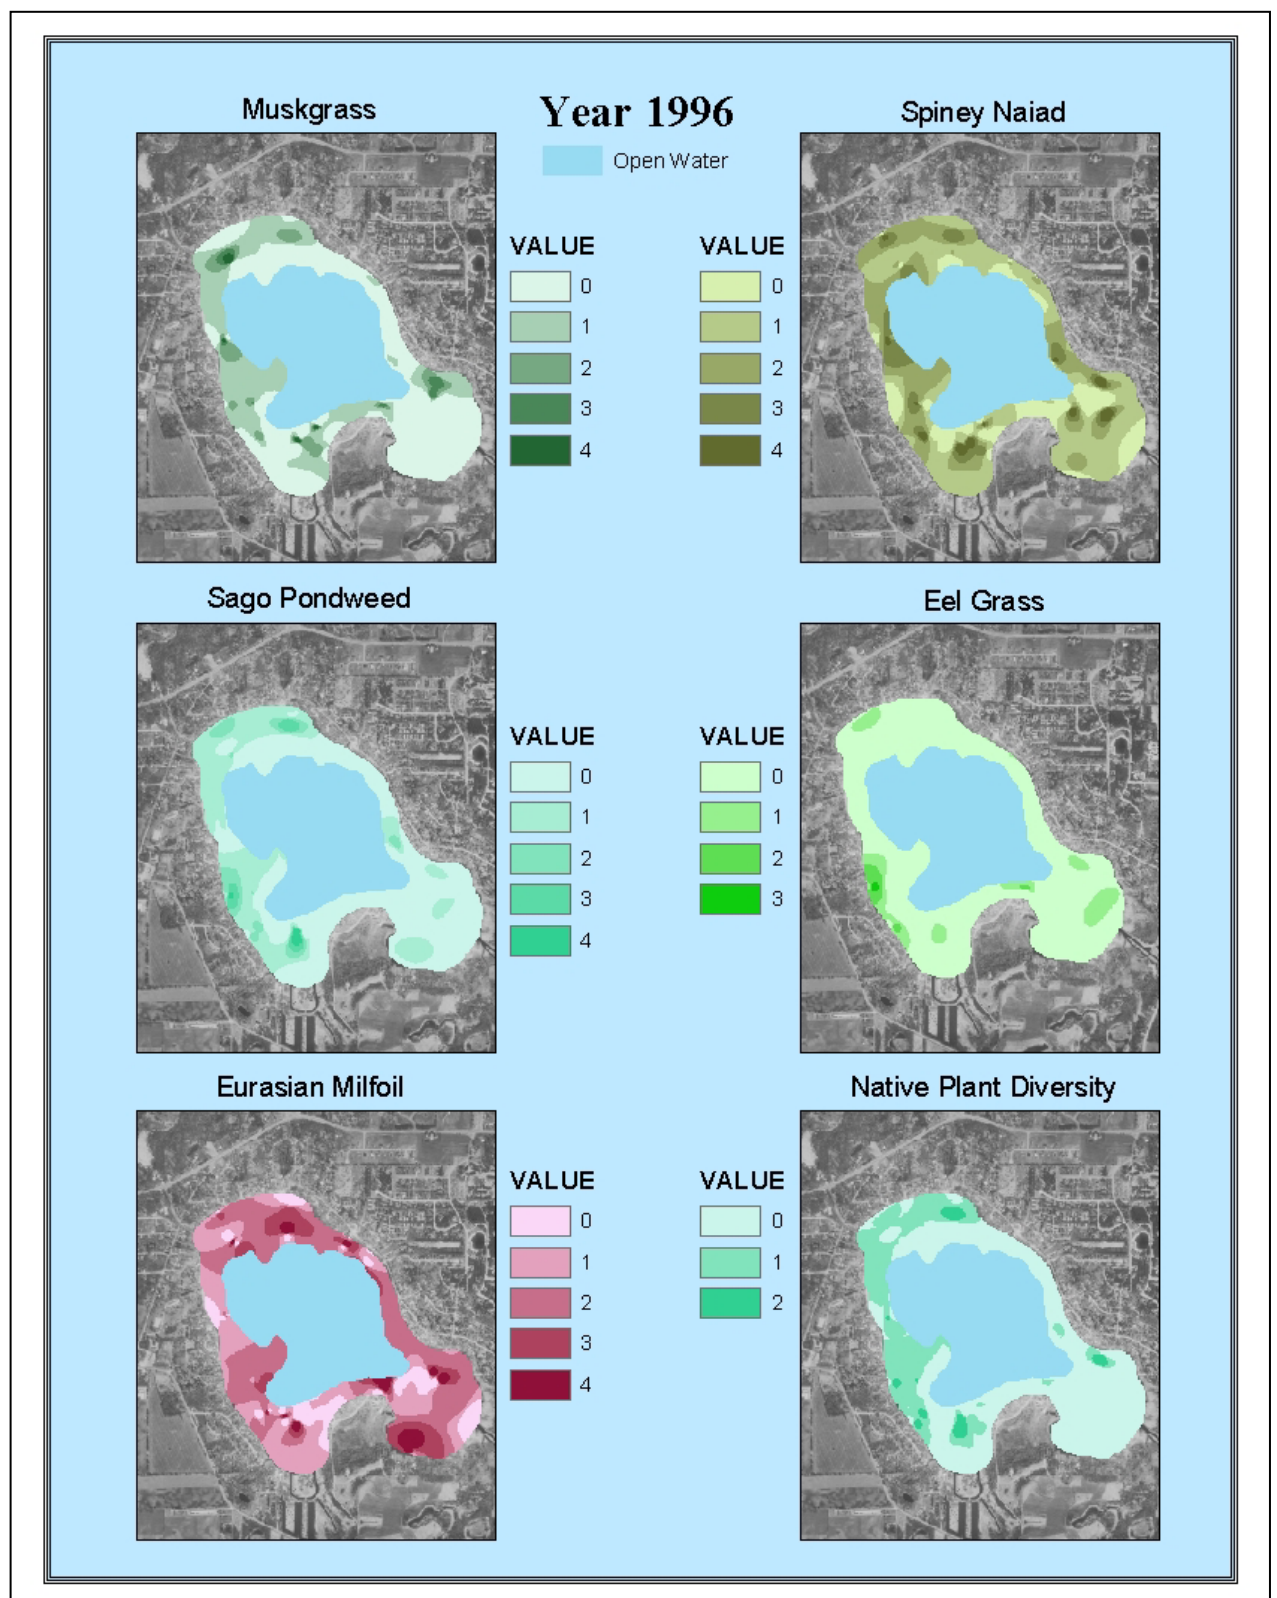 Year 1996
Open Water
Muskgrass
VALUE
0
1
2
3
4
Spiney Naiad
VALUE
0
1
2
3
4
Sago Pondweed
VALUE
0
1
2
3
4
Eel Grass
VALUE
0
1
2
3
Eurasian Milfoil
VALUE
0
1
2
3
4
Native Plant Diversity
VALUE
0
1
2